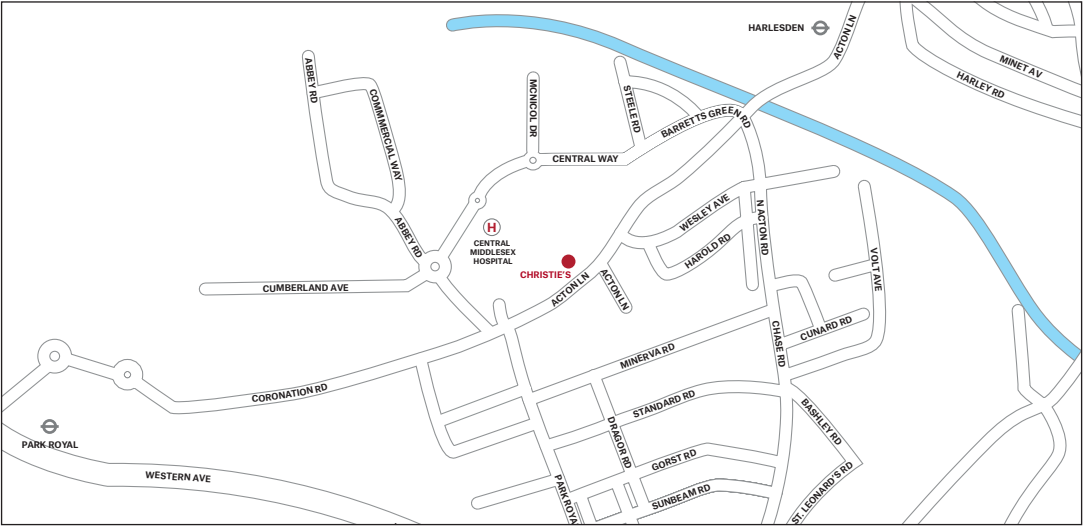 HARLESDEN
ACTON LN
MINET AV
HARLEY RD
ABBEY RD
COMMMERCIAL WAY
MCNICOL DR
STEELE RD
BARRETTS GREEN RD
CENTRAL WAY
WESLEY AVE
N ACTON RD
HAROLD RD
VOLT AVE
ABBEY RD
H
CENTRAL
MIDDLESEX
HOSPITAL
CHRISTIE'S
ACTON LN
ACTON LN
CUMBERLAND AVE
CUNARD RD
CHASE RD
MINERVA RD
CORONATION RD
STANDARD RD
BASHLEY RD
DRAGOR RD
PARK ROYAL
GORST RD
WESTERN AVE
SUNBEAM RD
PARK ROYA
ST. LEONARD'S RD